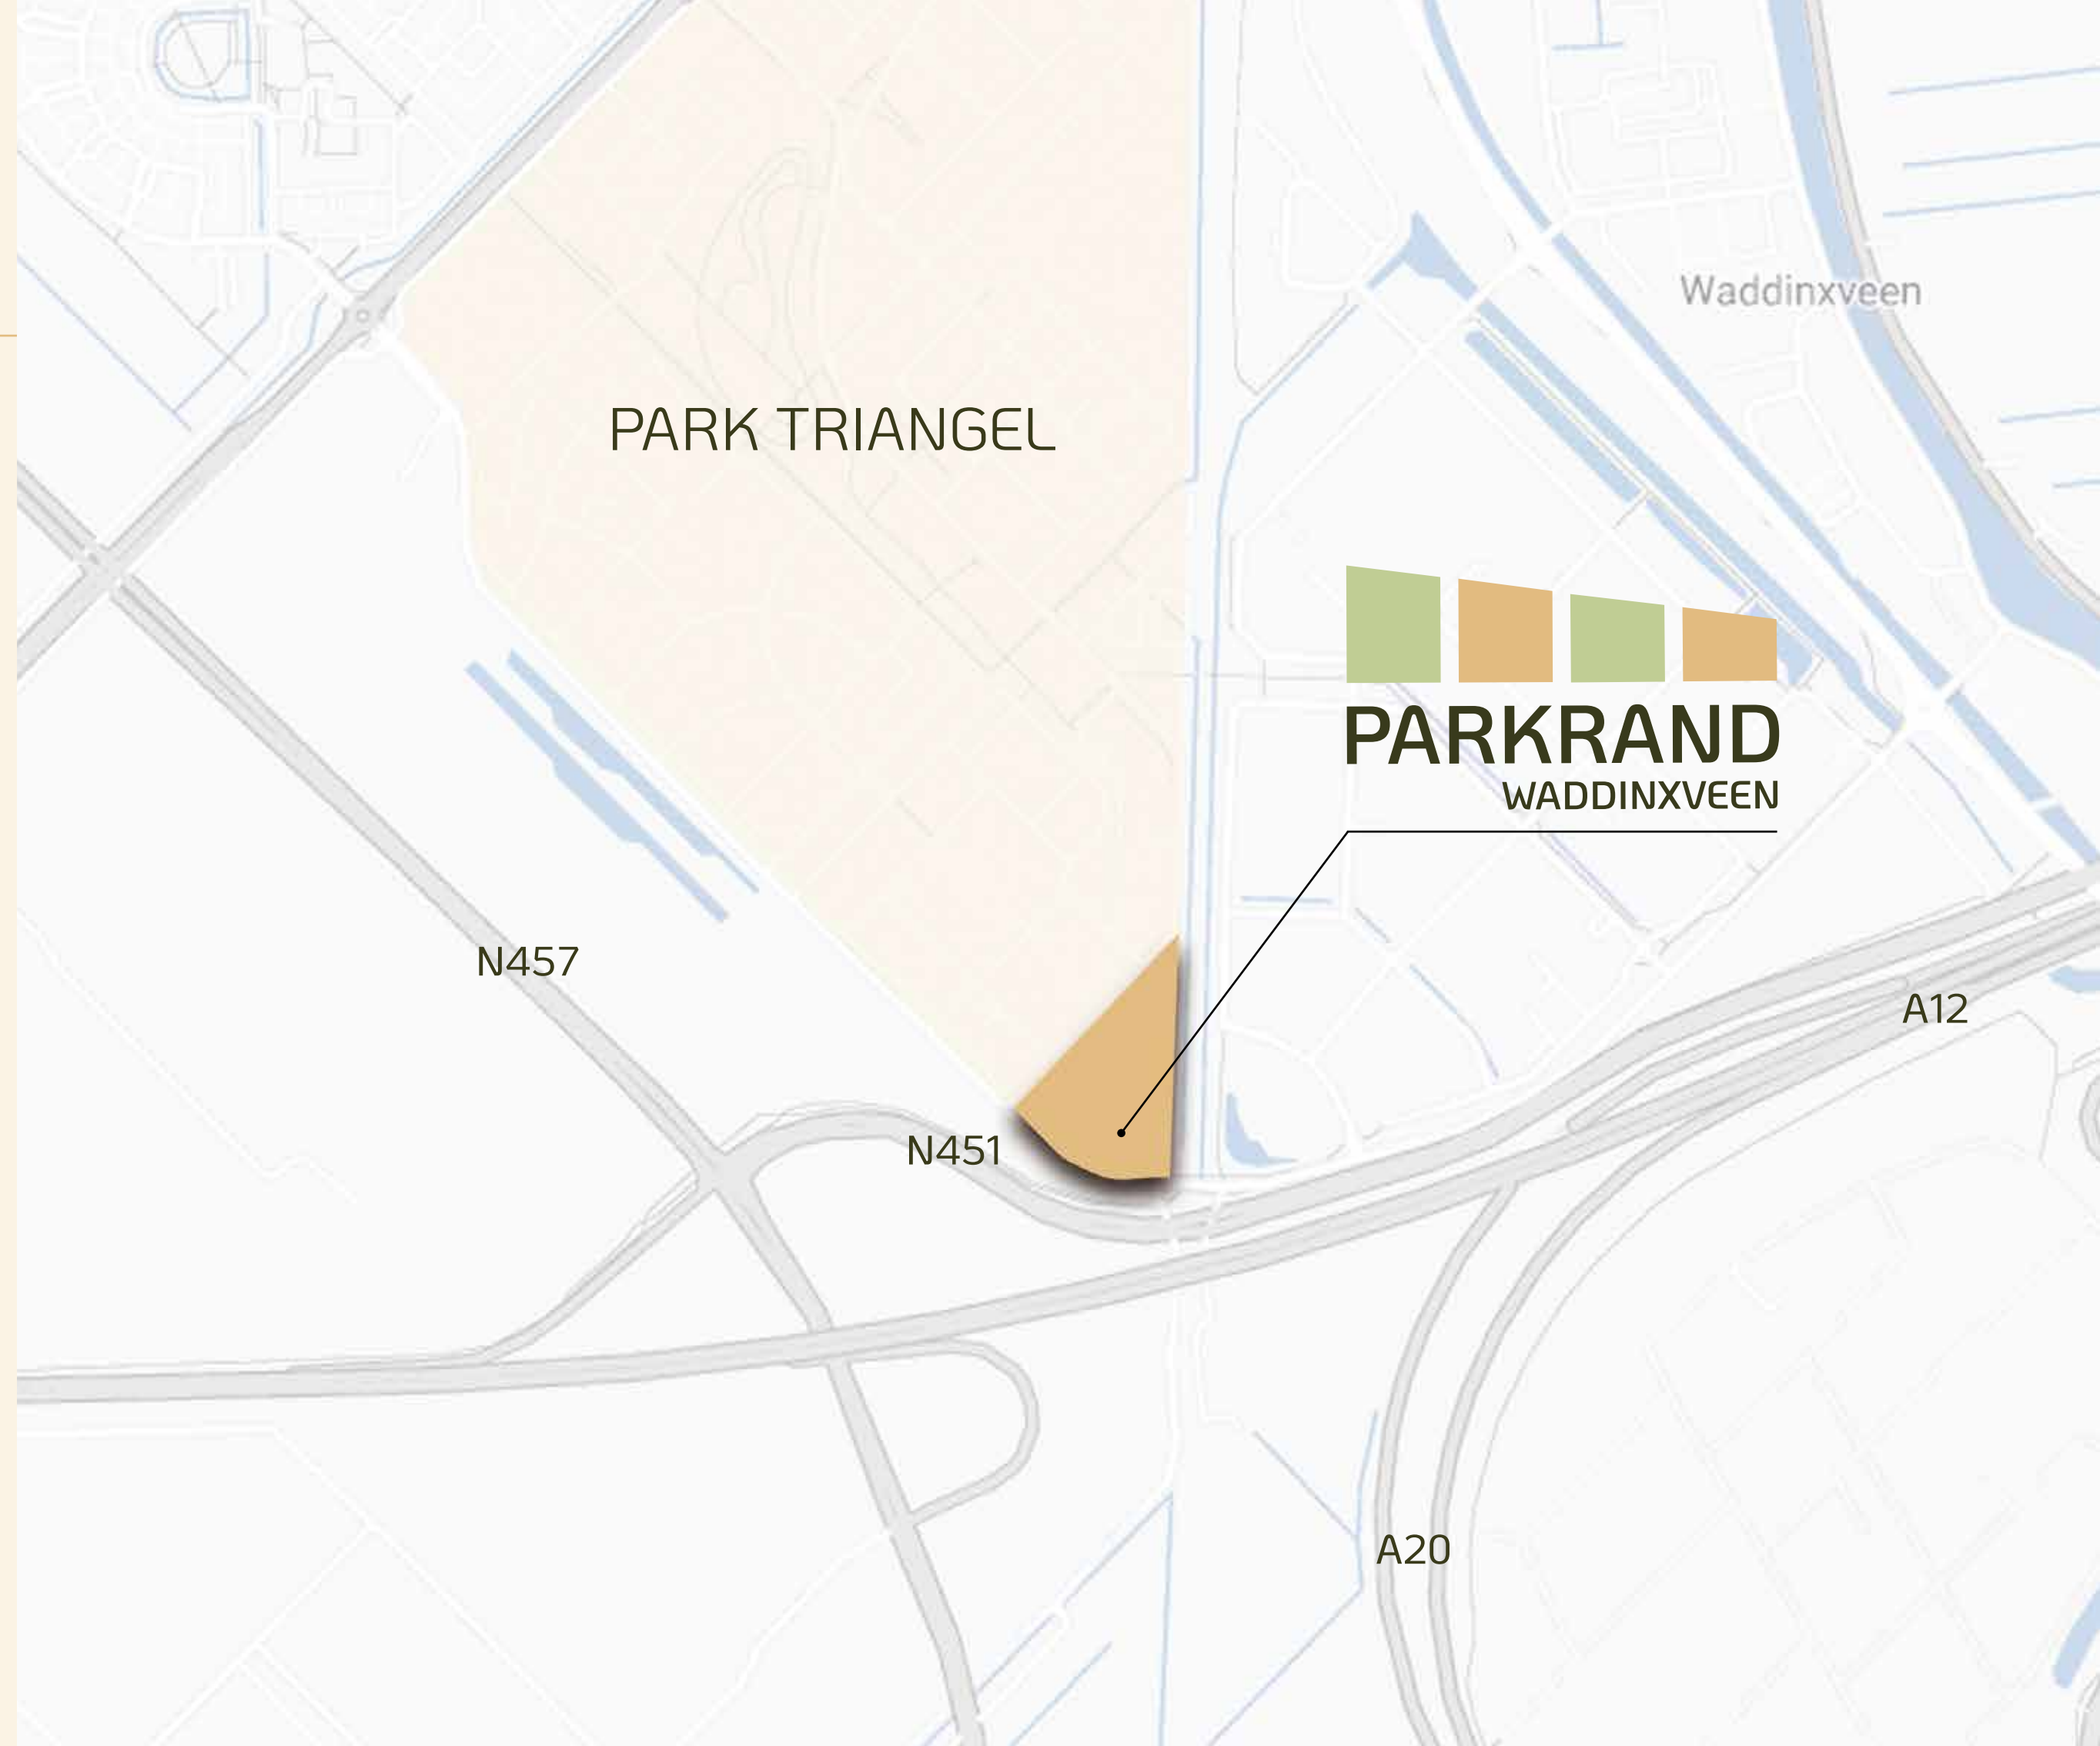 Waddinxveen
PARK TRIANGEL
PARKRAND
WADDINXVEEN
N457
A12
N451
A20